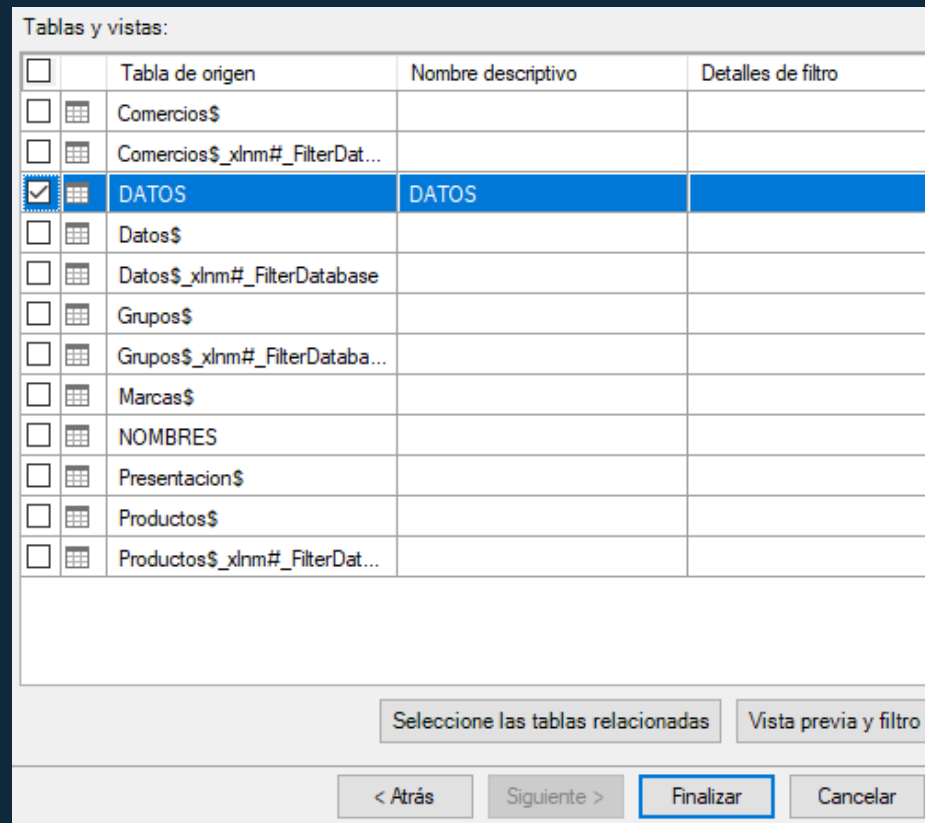 Tablas y vistas:
Tabla de origen Nombre descriptivo Detalles de filtro
Comercios$
Comercios$_xlnm#_FilterDat...
DATOS DATOS
Datos$
Datos$_xlnm#_FilterDatabase
Grupos$
Grupos$_xlnm#_FilterDataba...
Marcas$
NOMBRES
Presentacion$
Productos$
Productos$_xlnm#_FilterDat...
Seleccione las tablas relacionadas Vista previa y filtro
< Atrás Siguiente > Finalizar Cancelar